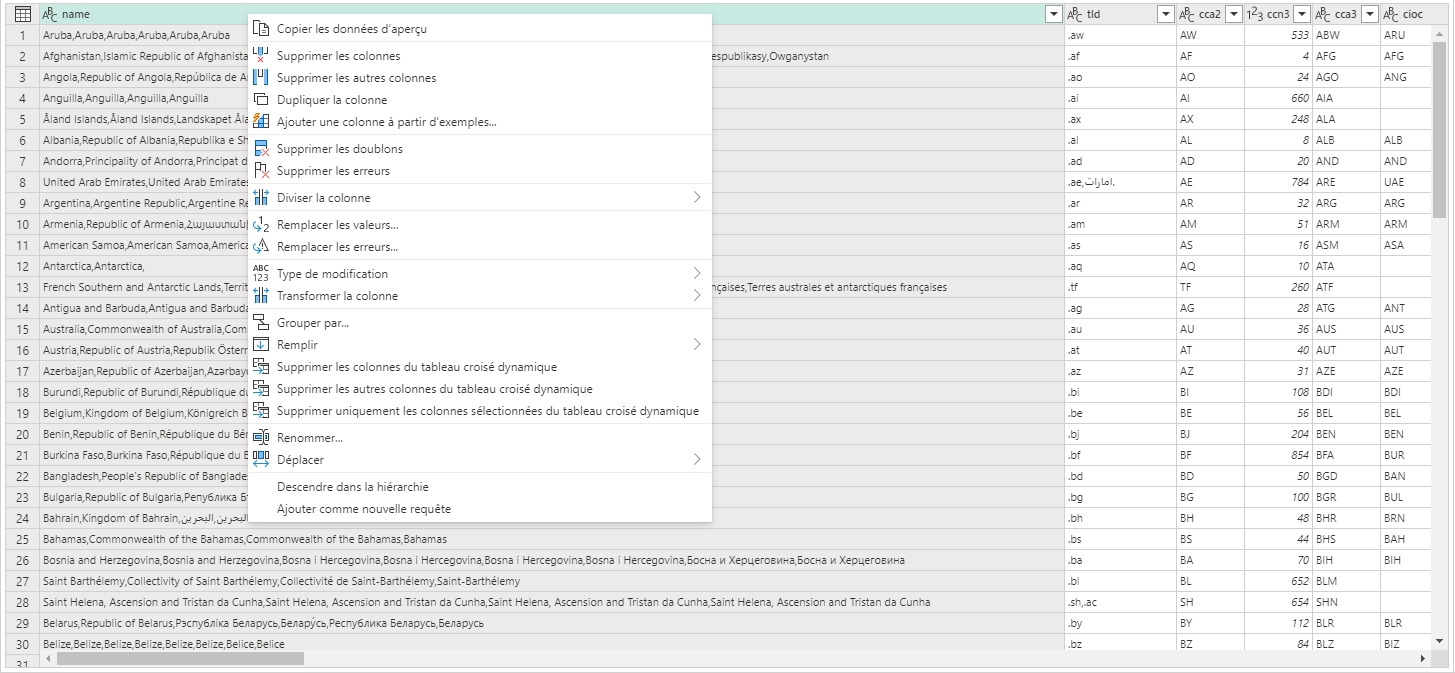 name tld cca2 ccn3 cca3 cioc
1 Aruba,Aruba,Aruba,Aruba,Aruba,Aruba .aw AW 533 ABW ARU
2 Afghanistan,Islamic Republic of Afghanista espublikasy,Owganystan .af AF 4 AFG AFG
3 Angola,Republic of Angola,República de A .ao AO 24 AGO ANG
4 Anguilla,Anguilla,Anguilla,Anguilla .ai AI 660 AIA
5 Åland Islands,Åland Islands,Landskapet Åla .ax AX 248 ALA
6 Albania,Republic of Albania,Republika e Sh .al AL 8 ALB ALB
7 Andorra,Principality of Andorra,Principat d .ad AD 20 AND AND
8 United Arab Emirates,United Arab Emirates .ae,امارات. AE 784 ARE UAE
9 Argentina,Argentine Republic,Argentine Re .ar AR 32 ARG ARG
10 Armenia,Republic of Armenia,Հայաստանի .am AM 51 ARM ARM
11 American Samoa,American Samoa,America .as AS 16 ASM ASA
12 Antarctica,Antarctica, .aq AQ 10 ATA
13 French Southern and Antarctic Lands,Territ nçaises,Terres australes et antarctiques françaises .tf TF 260 ATF
14 Antigua and Barbuda,Antigua and Barbuda .ag AG 28 ATG ANT
15 Australia,Commonwealth of Australia,Com .au AU 36 AUS AUS
16 Austria,Republic of Austria,Republik Österr .at AT 40 AUT AUT
17 Azerbaijan,Republic of Azerbaijan,Azərbayc .az AZ 31 AZE AZE
18 Burundi,Republic of Burundi,République du .bi BI 108 BDI BDI
19 Belgium,Kingdom of Belgium,Königreich B .be BE 56 BEL BEL
20 Benin,Republic of Benin,République du Bén .bj BJ 204 BEN BEN
21 Burkina Faso,Burkina Faso,République du B .bf BF 854 BFA BUR
22 Bangladesh,People's Republic of Banglades .bd BD 50 BGD BAN
23 Bulgaria,Republic of Bulgaria,Република Бъ .bg BG 100 BGR BUL
24 Bahrain,Kingdom of Bahrain,البحرين,البحرين .bh BH 48 BHR BRN
25 Bahamas,Commonwealth of the Bahamas,Commonwealth of the Bahamas,Bahamas .bs BS 44 BHS BAH
26 Bosnia and Herzegovina,Bosnia and Herzegovina,Bosna i Hercegovina,Bosna i Hercegovina,Bosna i Hercegovina,Bosna i Hercegovina,Босна и Херцеговина,Босна и Херцеговина .ba BA 70 BIH BIH
27 Saint Barthélemy,Collectivity of Saint Barthélemy,Collectivité de Saint-Barthélemy,Saint-Barthélemy .bl BL 652 BLM
28 Saint Helena, Ascension and Tristan da Cunha,Saint Helena, Ascension and Tristan da Cunha,Saint Helena, Ascension and Tristan da Cunha,Saint Helena, Ascension and Tristan da Cunha .sh,.ac SH 654 SHN
29 Belarus,Republic of Belarus,Рэспубліка Беларусь,Белару́сь,Республика Беларусь,Беларусь .by BY 112 BLR BLR
30 Belize,Belize,Belize,Belize,Belize,Belize,Belice,Belice .bz BZ 84 BLZ BIZ
31
Copier les données d'aperçu
Supprimer les colonnes
Supprimer les autres colonnes
Dupliquer la colonne
Ajouter une colonne à partir d'exemples...
Supprimer les doublons
Supprimer les erreurs
Diviser la colonne
Remplacer les valeurs...
Remplacer les erreurs...
Type de modification
Transformer la colonne
Grouper par...
Remplir
Supprimer les colonnes du tableau croisé dynamique
Supprimer les autres colonnes du tableau croisé dynamique
Supprimer uniquement les colonnes sélectionnées du tableau croisé dynamique
Renommer...
Déplacer
Descendre dans la hiérarchie
Ajouter comme nouvelle requête